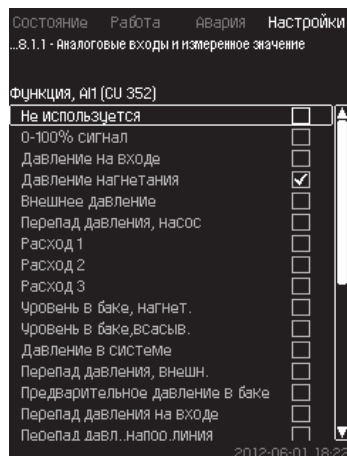 Состояние Работа Авария Настройки
...8.1.1 - Аналоговые входы и измеренное значение
Функция, AI1 (CU 352)
Не используется
0-100% сигнал
Давление на входе
Давление нагнетания
Внешнее давление
Перепад давления, насос
Расход 1
Расход 2
Расход 3
Уровень в баке, нагнет.
Уровень в баке,всасыв.
Давление в системе
Перепад давления, внешн.
Предварительное давление в баке
Перепад давления на входе
Перепад давл..напор.линия
2012-06-01 18:22